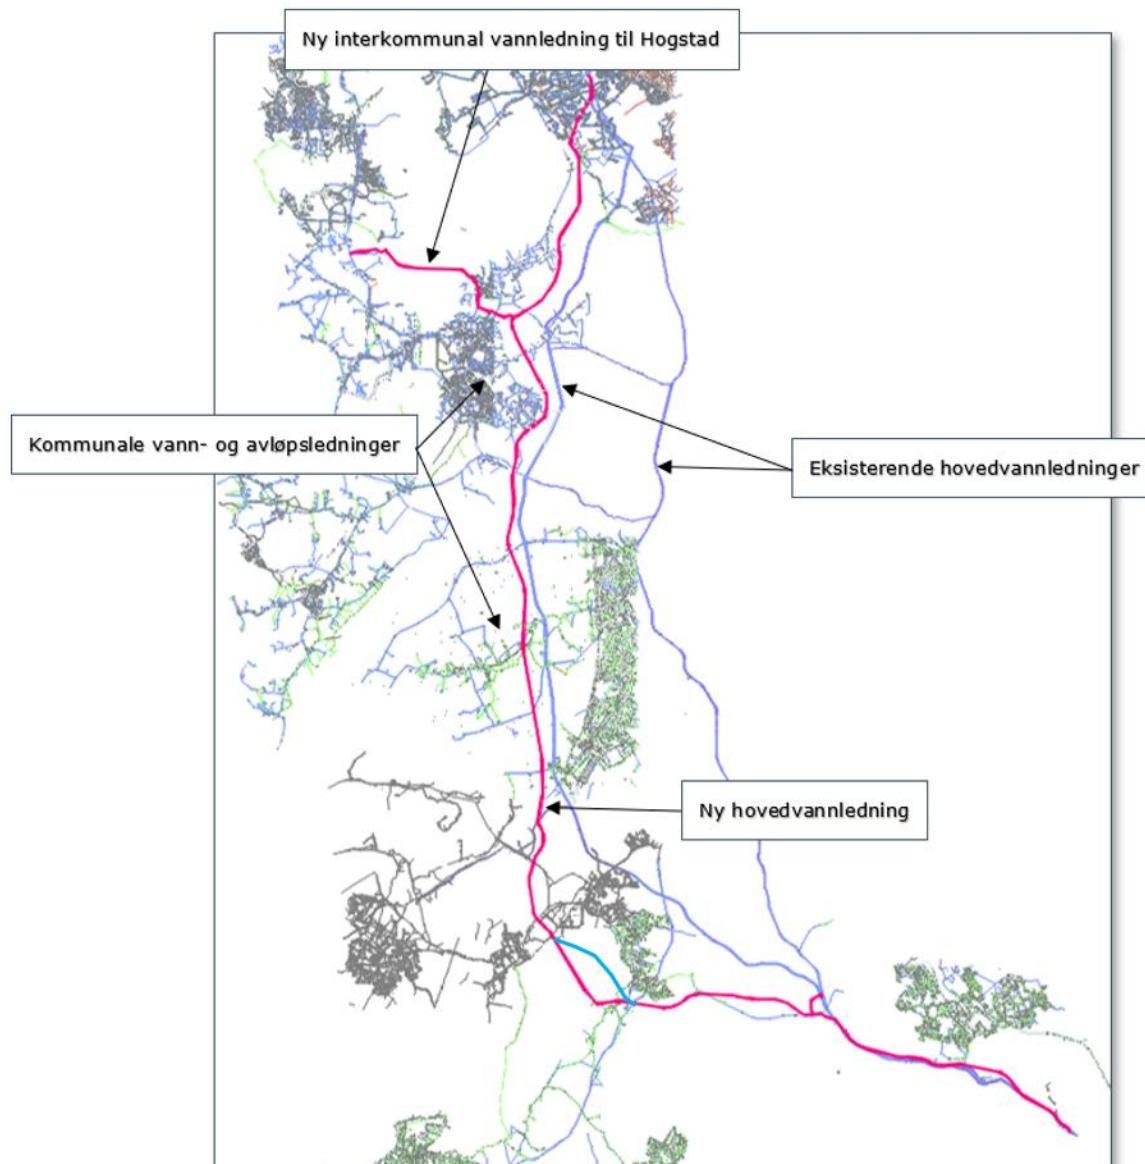 Ny interkommunal vannledning til Hogstad
Kommunale vann- og avløpsledninger
Eksisterende hovedvannledninger
Ny hovedvannledning